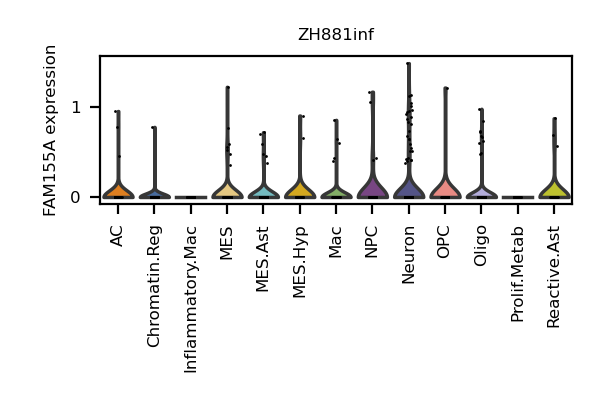 ZH881inf
FAM155A expression
1
0
AC
Chromatin.Reg
Inflammatory.Mac
MES
MES.Ast
MES.Hyp
Mac
NPC
Neuron
OPC
Oligo
Prolif.Metab
Reactive.Ast